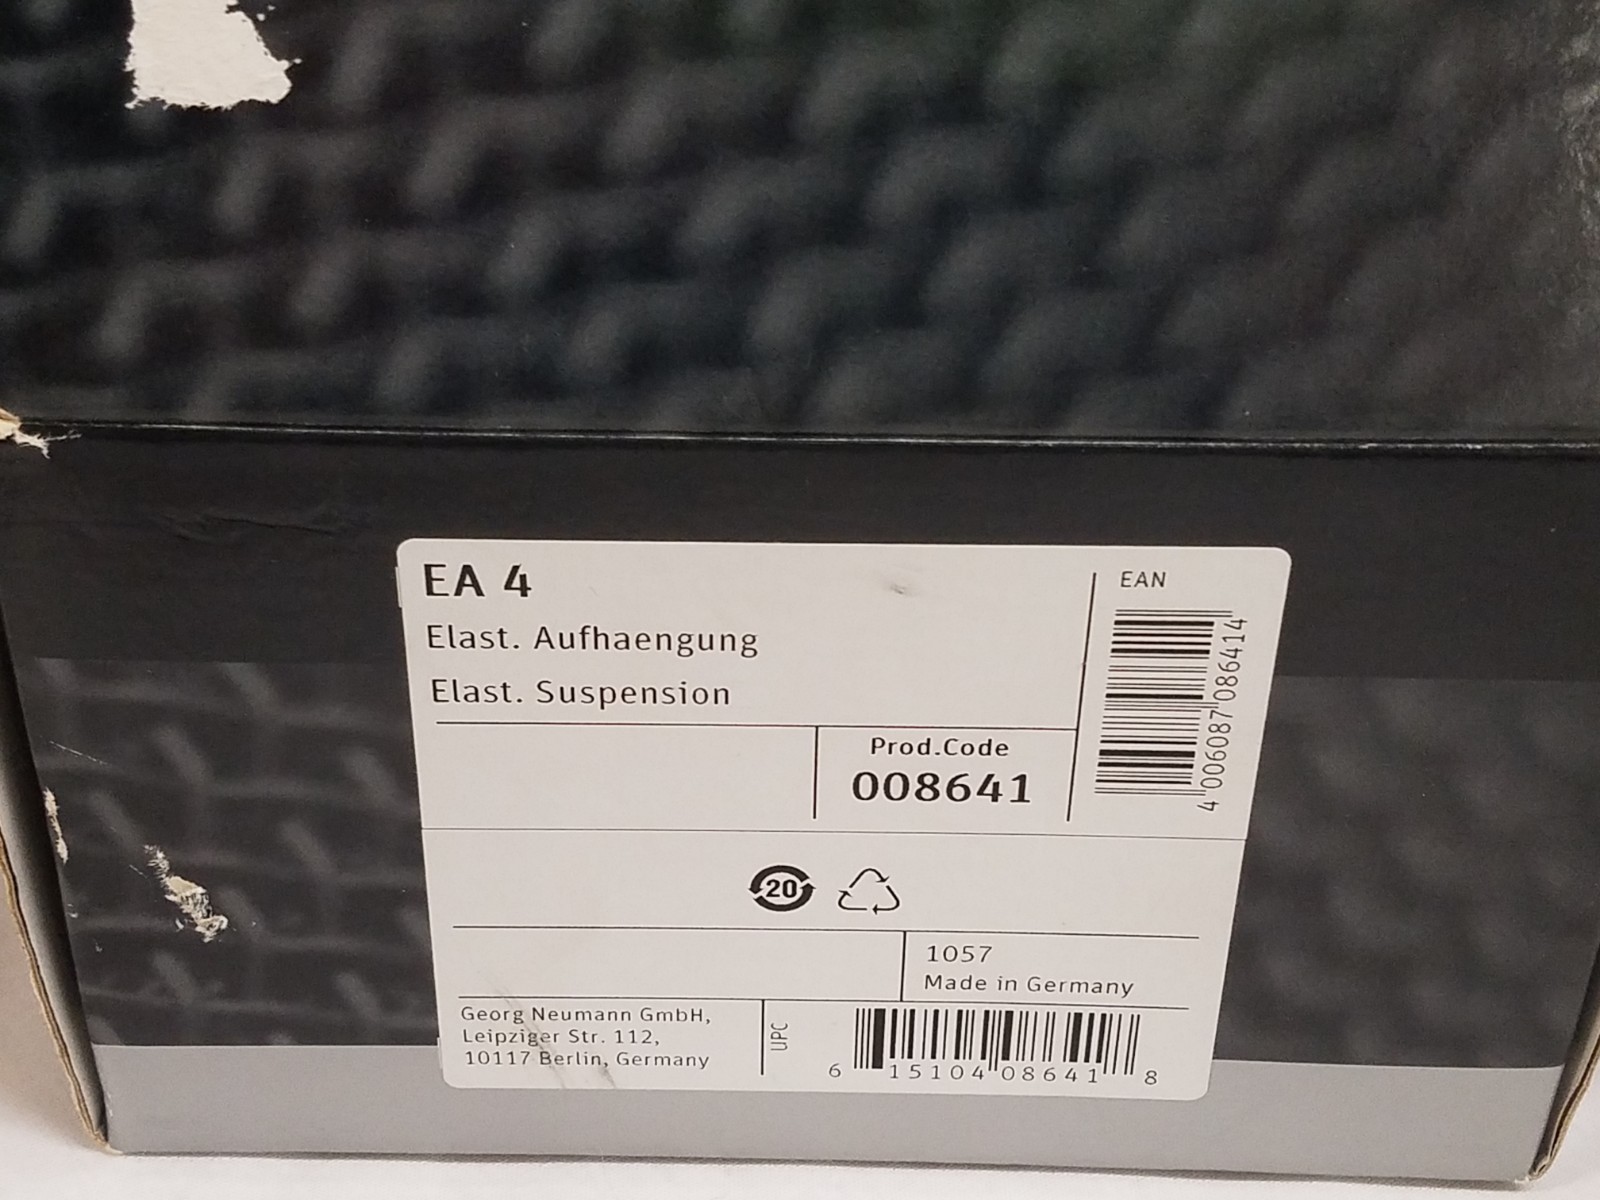 EA 4
Elast. Aufhaengung
Elast. Suspension
EAN
4 006087 086414
Prod.Code
008641
20
1057
Made in Germany
Georg Neumann GmbH,
Leipziger Str. 112,
10117 Berlin, Germany
UPC
6 15104 08641 8